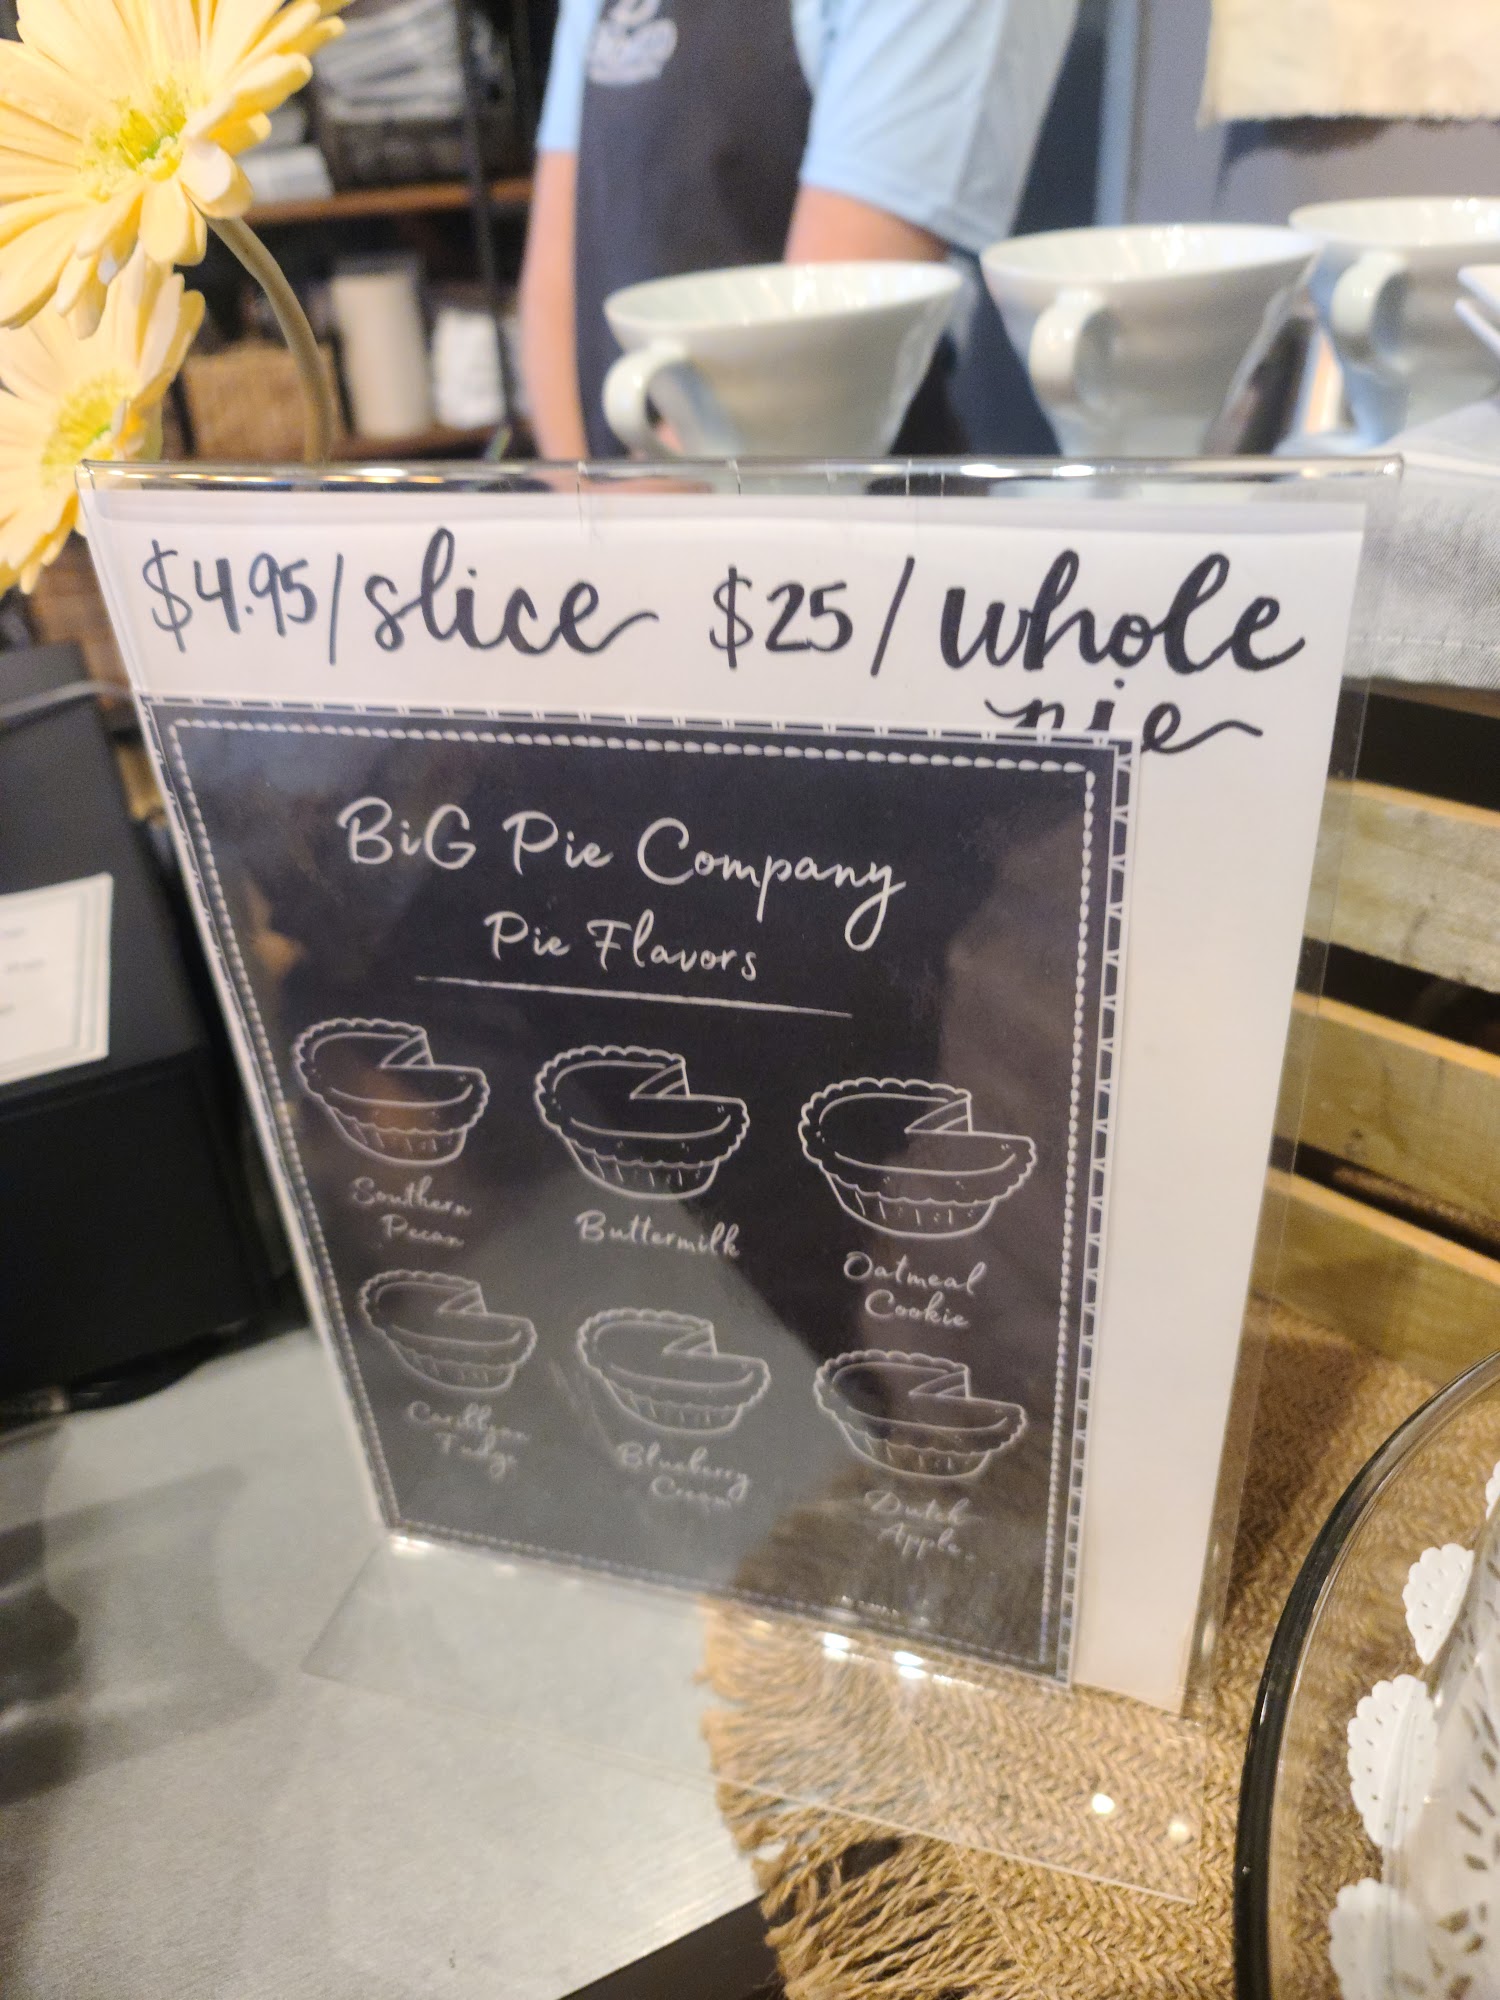 $4.95/slice $25/whole
pie
BiG Pie Company
Pie Flavors
Southern
Pecan
Buttermilk
Oatmeal
Cookie
Fudge
Blueberry
Cream
Dutch
Apple